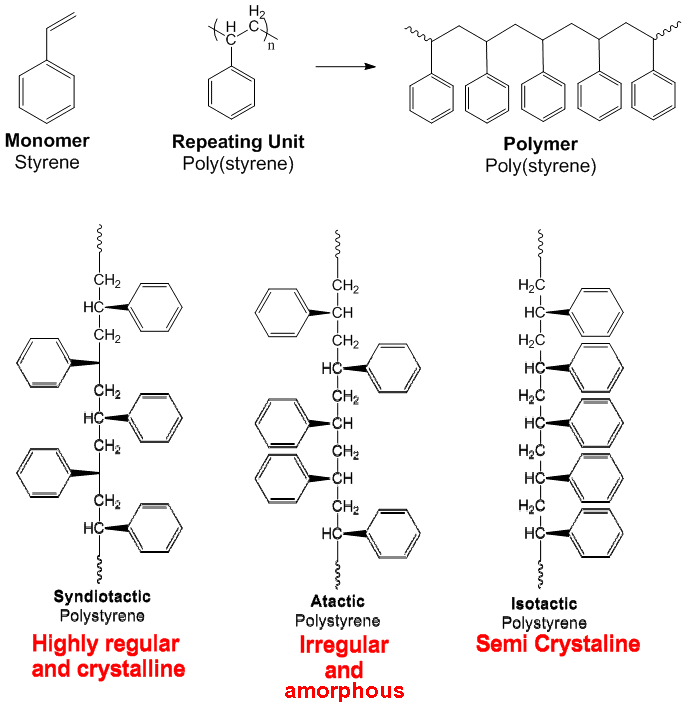 H₂
H C
C
n
Monomer
Styrene
Repeating Unit
Poly(styrene)
Polymer
Poly(styrene)
CH₂
HC
CH₂
CH₂
HC
CH₂
CH₂
HC
Syndiotactic
Polystyrene
Highly regular
and crystalline
CH₂
CH
CH₂
HC
CH₂
CH
CH₂
CH
CH₂
HC
Atactic
Polystyrene
Irregular
and
amorphous
H₂C
HC
H₂C
HC
H₂C
HC
H₂C
HC
H₂C
HC
Isotactic
Polystyrene
Semi Crystaline